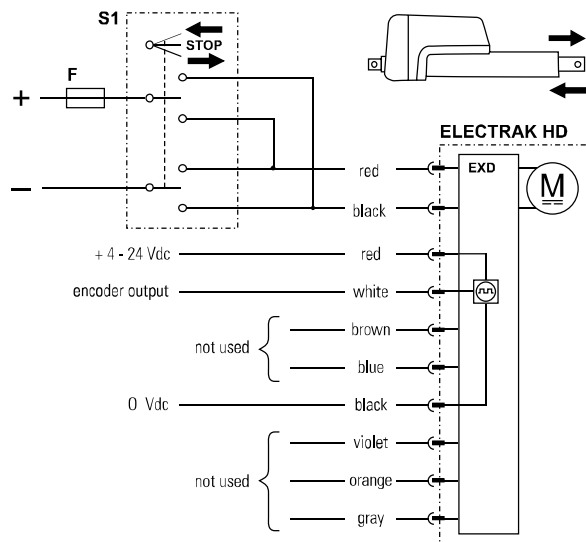 S1
STOP
F
+
−
ELECTRAK HD
EXD
M
red
black
+ 4 - 24 Vdc red
encoder output white
not used
brown
blue
0 Vdc black
not used
violet
orange
gray